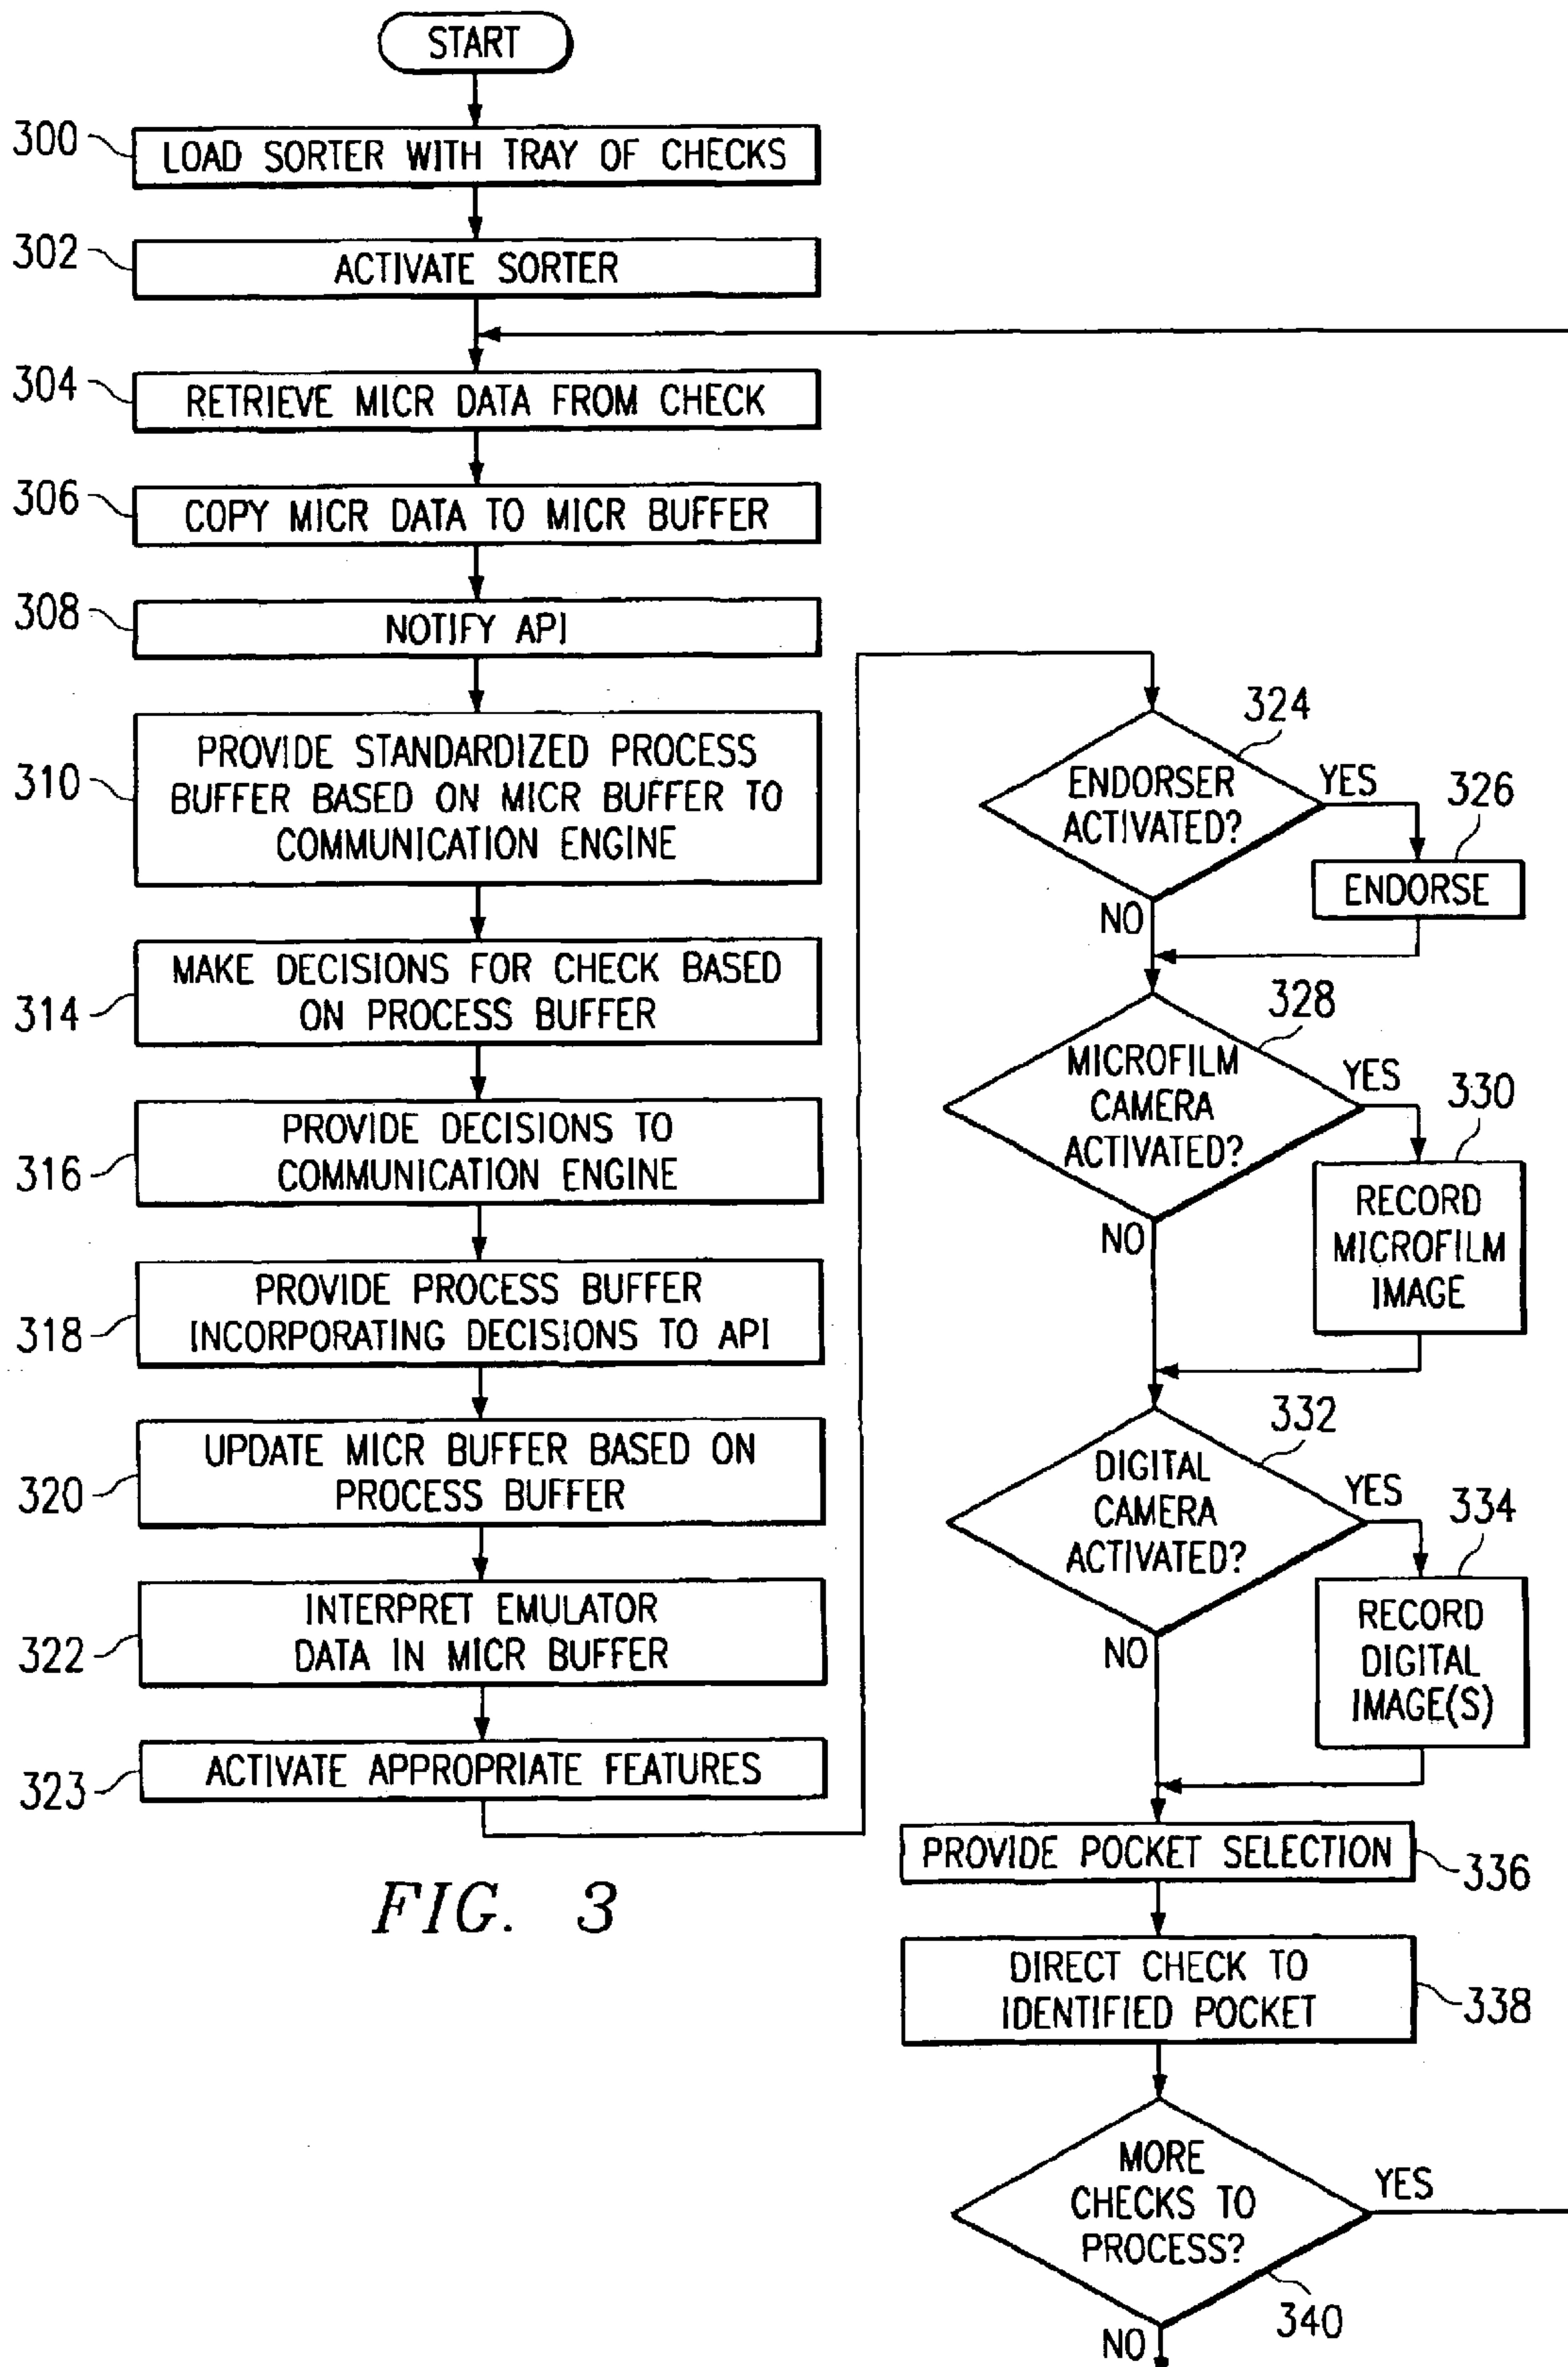 START
300
LOAD SORTER WITH TRAY OF CHECKS
302
ACTIVATE SORTER
304
RETRIEVE MICR DATA FROM CHECK
306
COPY MICR DATA TO MICR BUFFER
308
NOTIFY API
310
PROVIDE STANDARDIZED PROCESS
BUFFER BASED ON MICR BUFFER TO
COMMUNICATION ENGINE
314
MAKE DECISIONS FOR CHECK BASED
ON PROCESS BUFFER
316
PROVIDE DECISIONS TO
COMMUNICATION ENGINE
318
PROVIDE PROCESS BUFFER
INCORPORATING DECISIONS TO API
320
UPDATE MICR BUFFER BASED ON
PROCESS BUFFER
322
INTERPRET EMULATOR
DATA IN MICR BUFFER
323
ACTIVATE APPROPRIATE FEATURES
324
ENDORSER
ACTIVATED?
YES
326
ENDORSE
NO
328
MICROFILM
CAMERA
ACTIVATED?
YES
330
RECORD
MICROFILM
IMAGE
NO
332
DIGITAL
CAMERA
ACTIVATED?
YES
334
RECORD
DIGITAL
IMAGE(S)
NO
PROVIDE POCKET SELECTION
336
DIRECT CHECK TO
IDENTIFIED POCKET
338
MORE
CHECKS TO
PROCESS?
YES
340
NO
FIG. 3